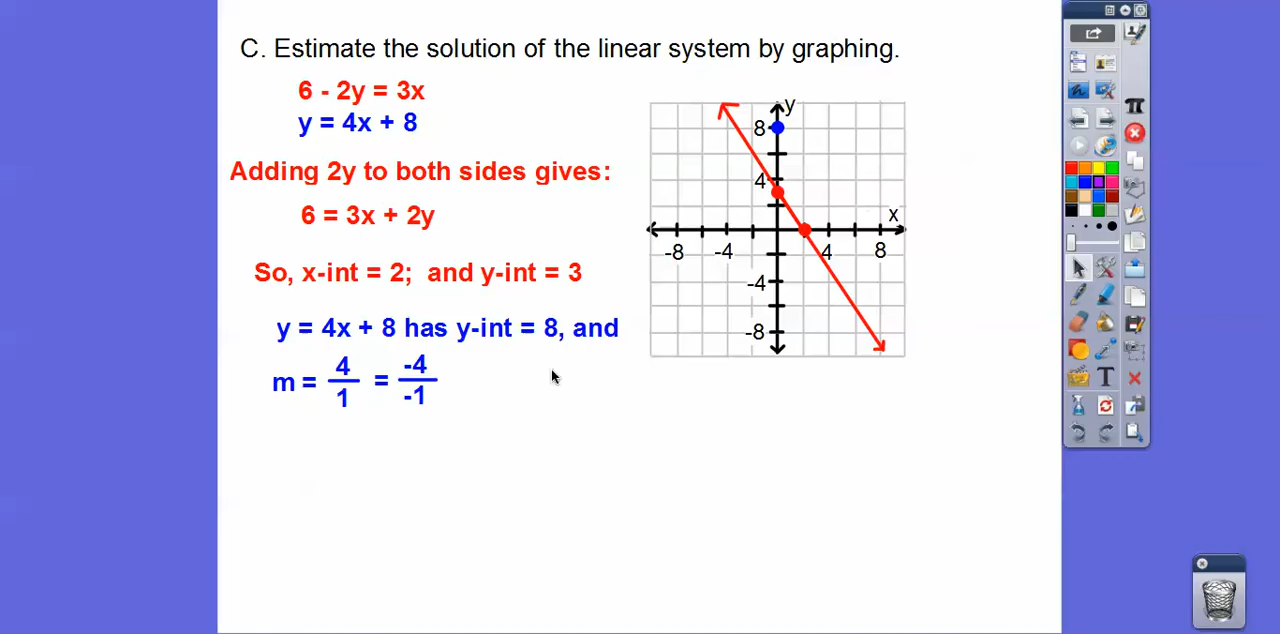 C. Estimate the solution of the linear system by graphing.
6 - 2y = 3x
y = 4x + 8
Adding 2y to both sides gives:
6 = 3x + 2y
So, x-int = 2; and y-int = 3
y = 4x + 8 has y-int = 8, and
m = 4/1 = -4/-1
y
8
4
x
-8 -4 4 8
-4
-8
π
T